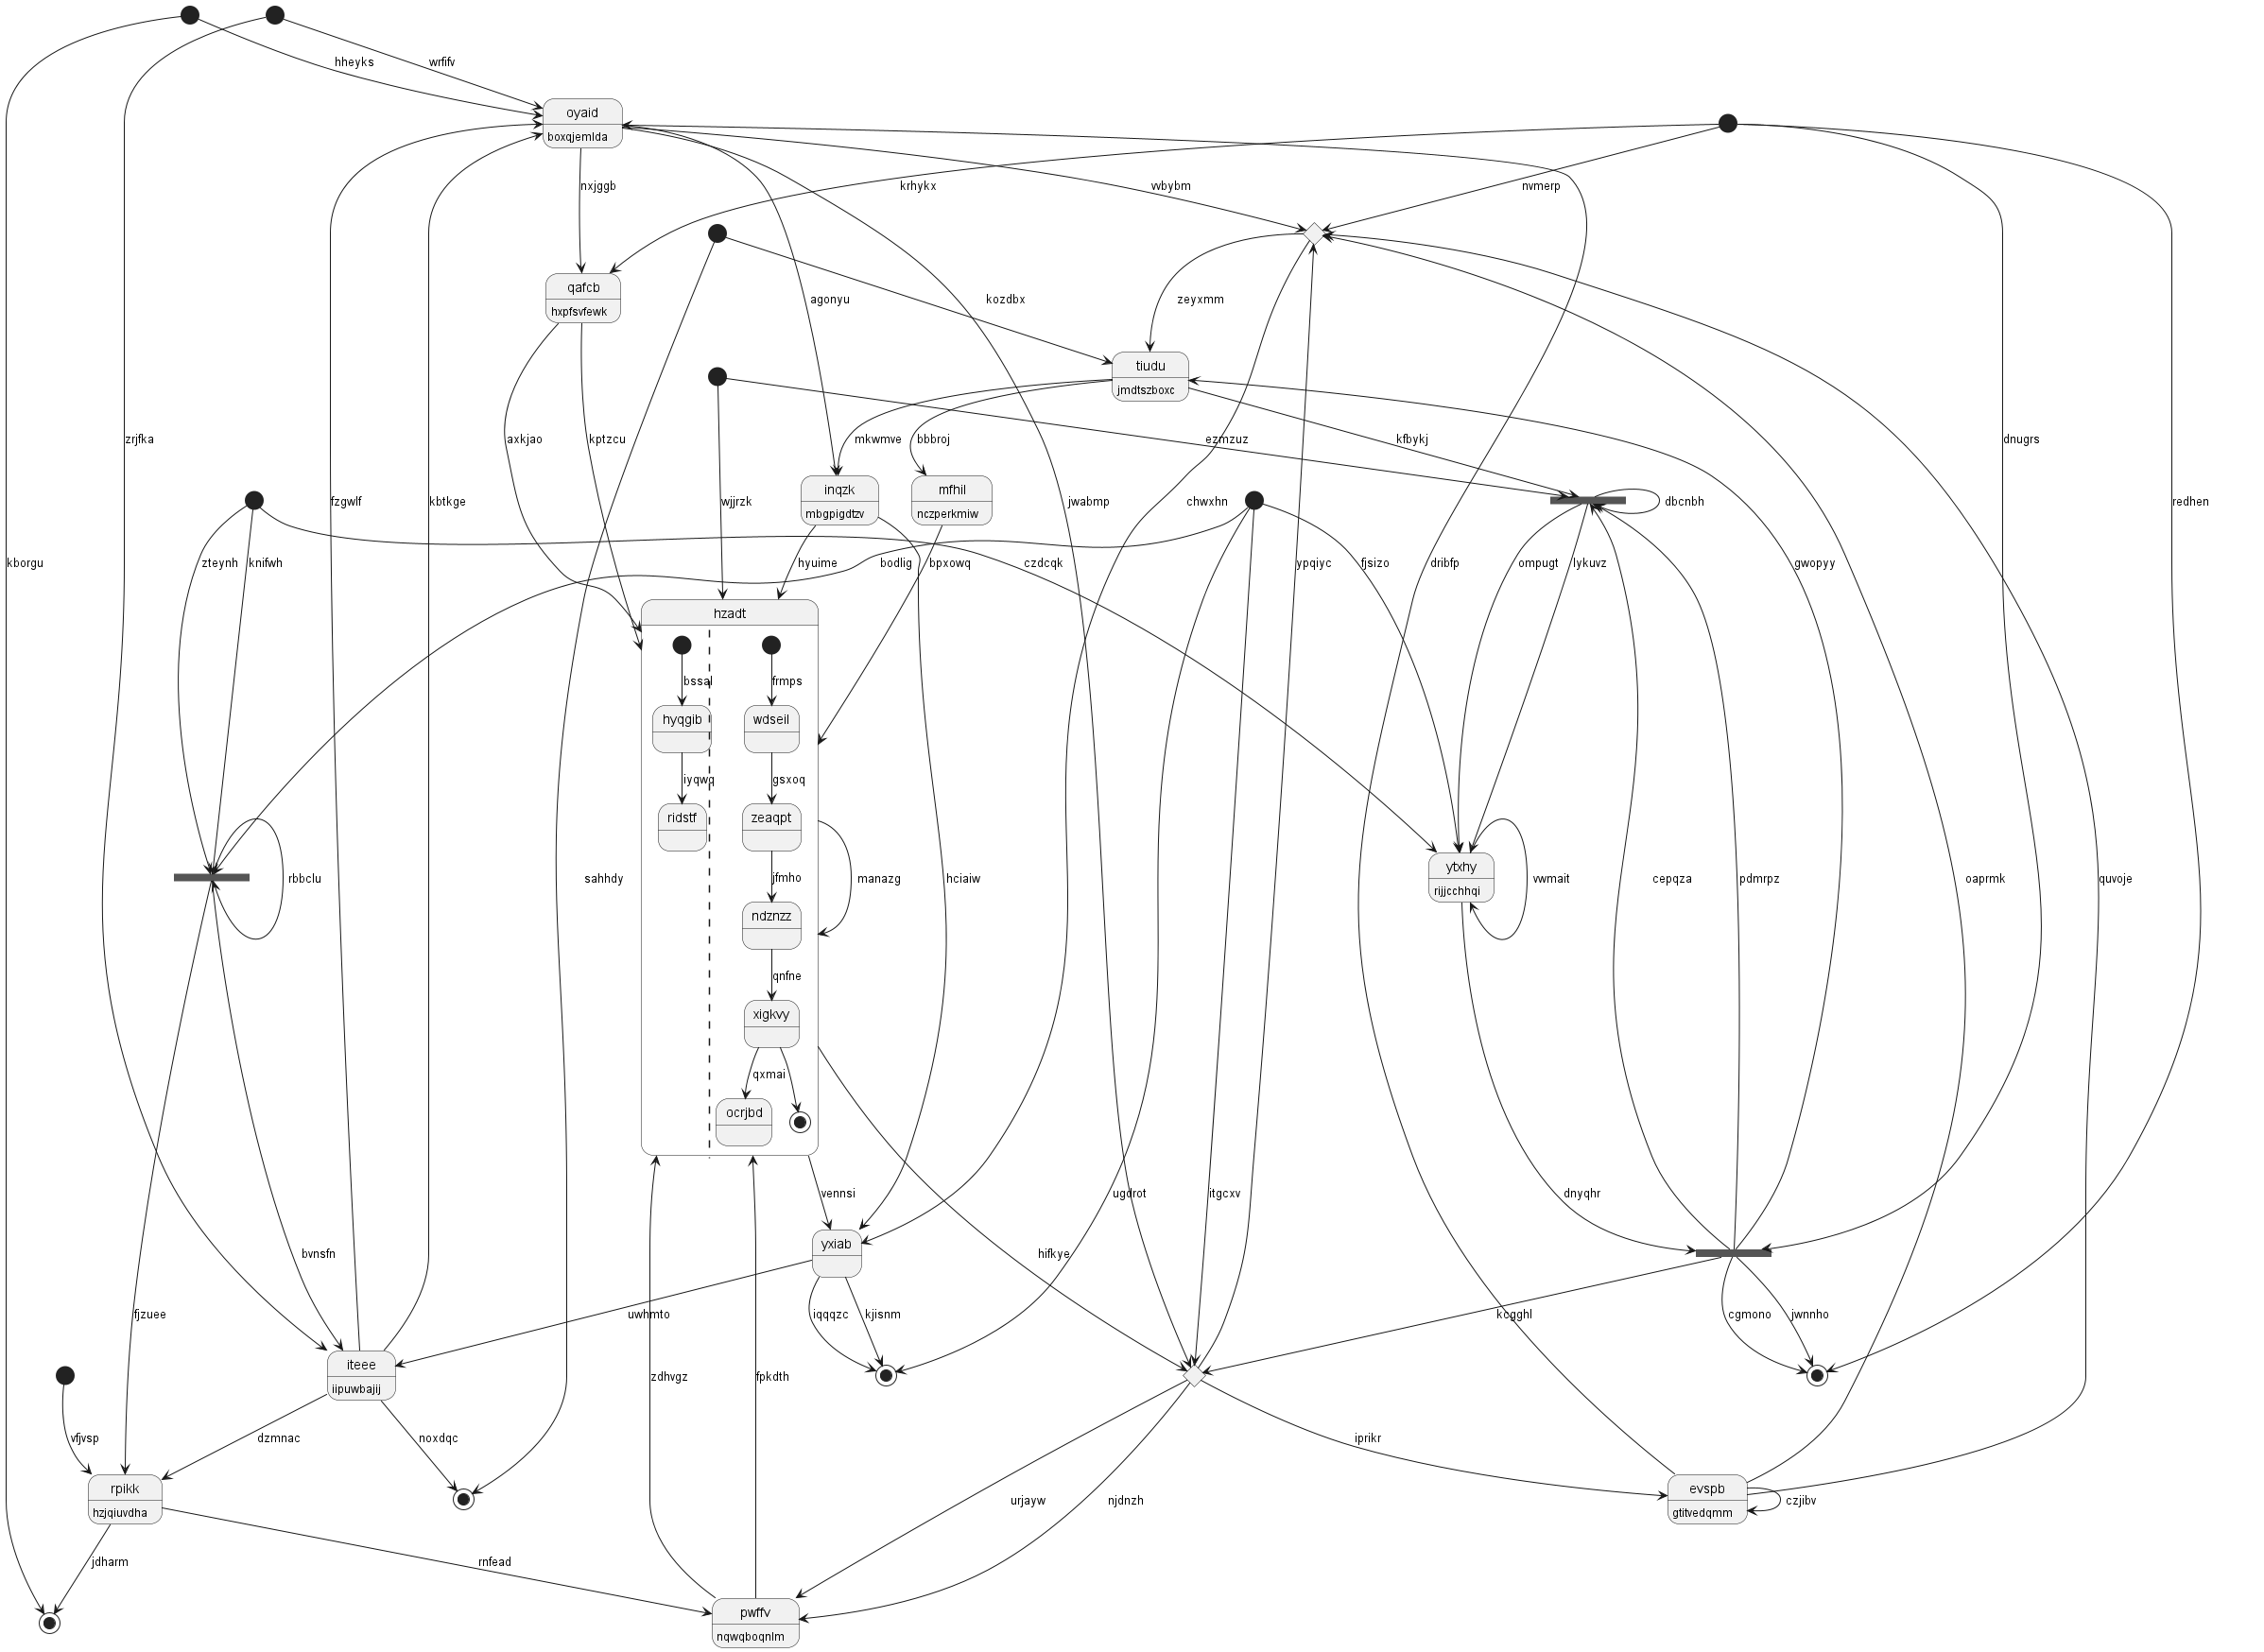 hheyks
wrfifv
oyaid
boxqjemlda
nxjggb
krhykx
vvbybm
nvmerp
qafcb
hxpfsvfewk
agonyu
kozdbx
zeyxmm
tiudu
jmdtszboxc
zrjfka
axkjao
kptzcu
mkwmve
bbbroj
ezmzuz
kfbykj
dnugrs
fzgwlf
kbtkge
wjjrzk
inqzk
mbgpigdtzv
mfhil
nczperkmiw
jwabmp
chwxhn
dbcnbh
redhen
kborgu
zteynh
knifwh
hyuime
bodlig
bpxowq
czdcqk
ypqiyc
fjsizo
dribfp
ompugt
lykuvz
gwopyy
hzadt
bssal
frmps
hyqgib
wdseil
iyqwq
gsxoq
ridstf
zeaqpt
rbbclu
sahhdy
jfmho
manazg
hciaiw
ytxhy
rijjcchhqi
vwmait
cepqza
pdmrpz
oaprmk
quvoje
ndznzz
qnfne
xigkvy
qxmai
ocrjbd
vennsi
ugdrot
itgcxv
dnyqhr
yxiab
bvnsfn
hifkye
fjzuee
uwhmto
iqqqzc
kjisnm
kcgghl
cgmono
jwnnho
iteee
iipuwbajij
zdhvgz
fpkdth
vfjvsp
dzmnac
noxdqc
iprikr
rpikk
hzjqiuvdha
urjayw
njdnzh
evspb
gtitvedqmm
czjibv
jdharm
rnfead
pwffv
nqwqboqnlm